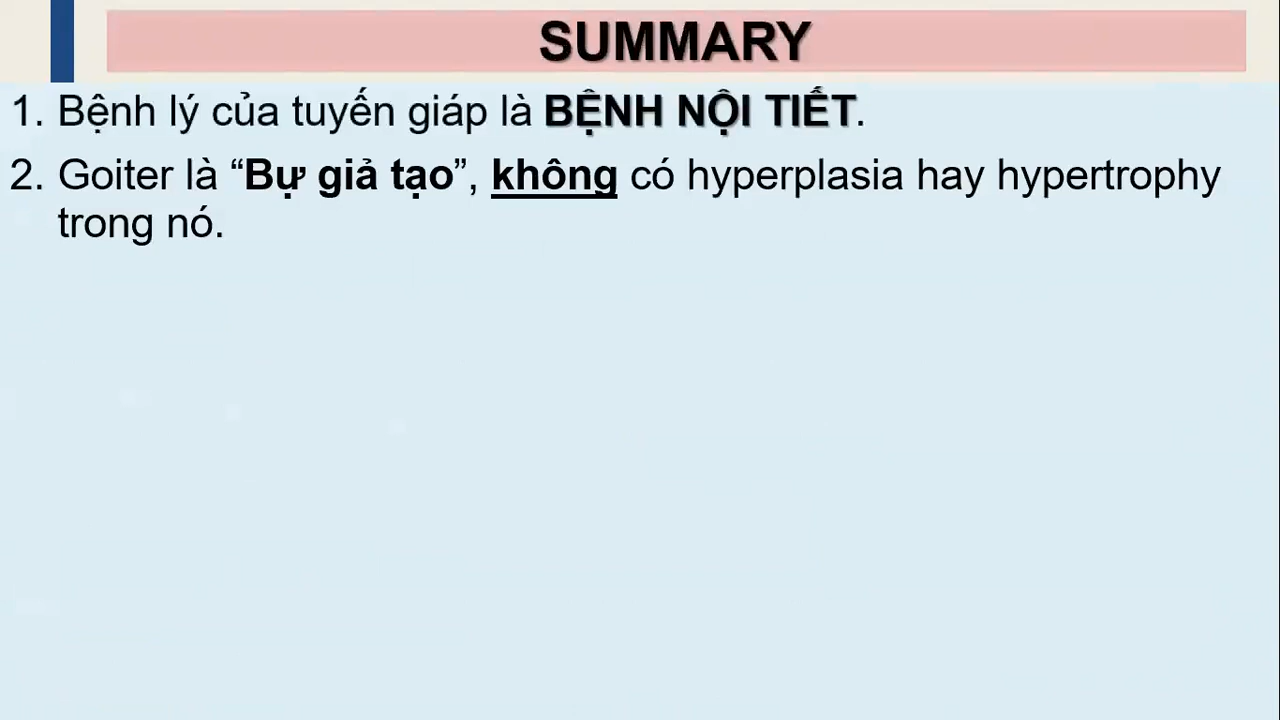 SUMMARY
1. Bệnh lý của tuyến giáp là BỆNH NỘI TIẾT.
2. Goiter là “Bự giả tạo”, không có hyperplasia hay hypertrophy
trong nó.